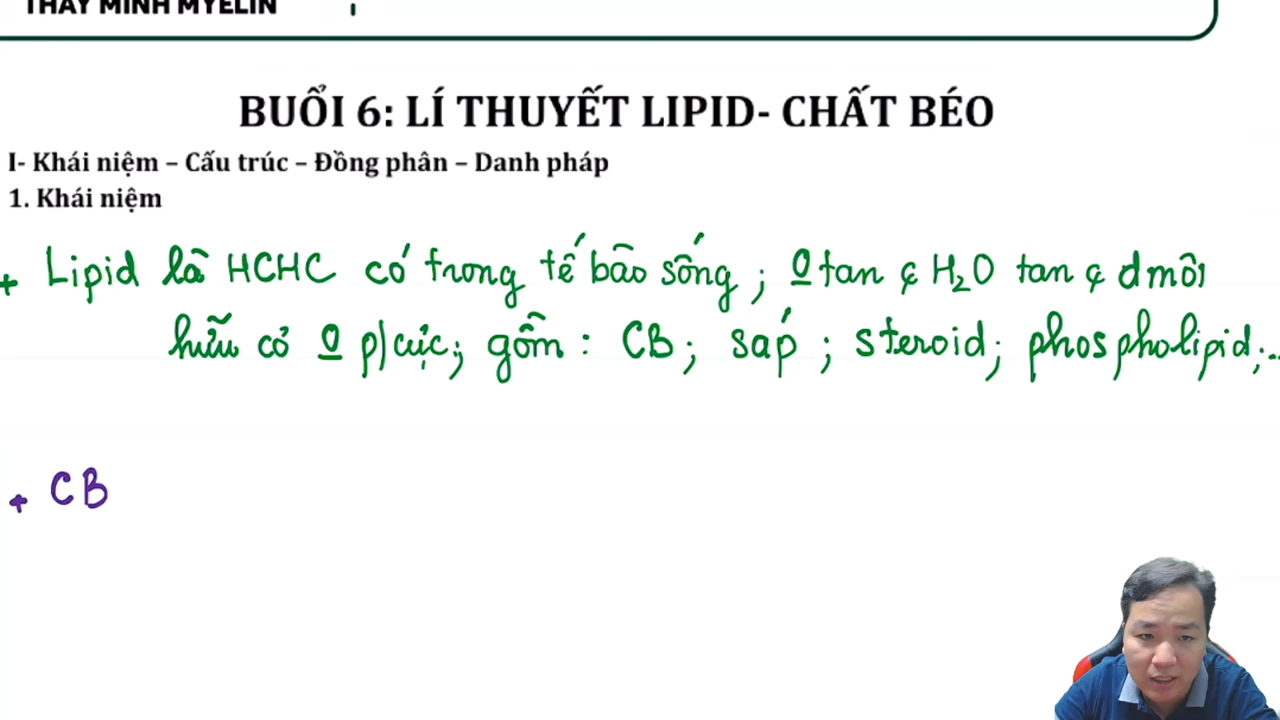 THẦY MINH MYELIN
BUỔI 6: LÍ THUYẾT LIPID- CHẤT BÉO
I- Khái niệm – Cấu trúc – Đồng phân – Danh pháp
1. Khái niệm
+ Lipid là HCHC có trong tế bào sống; 0 tan ç H₂O tan ç d môi
hữu cơ 0 p/cực; gồm: CB; sáp; steroid; phospholipid;...
+ CB